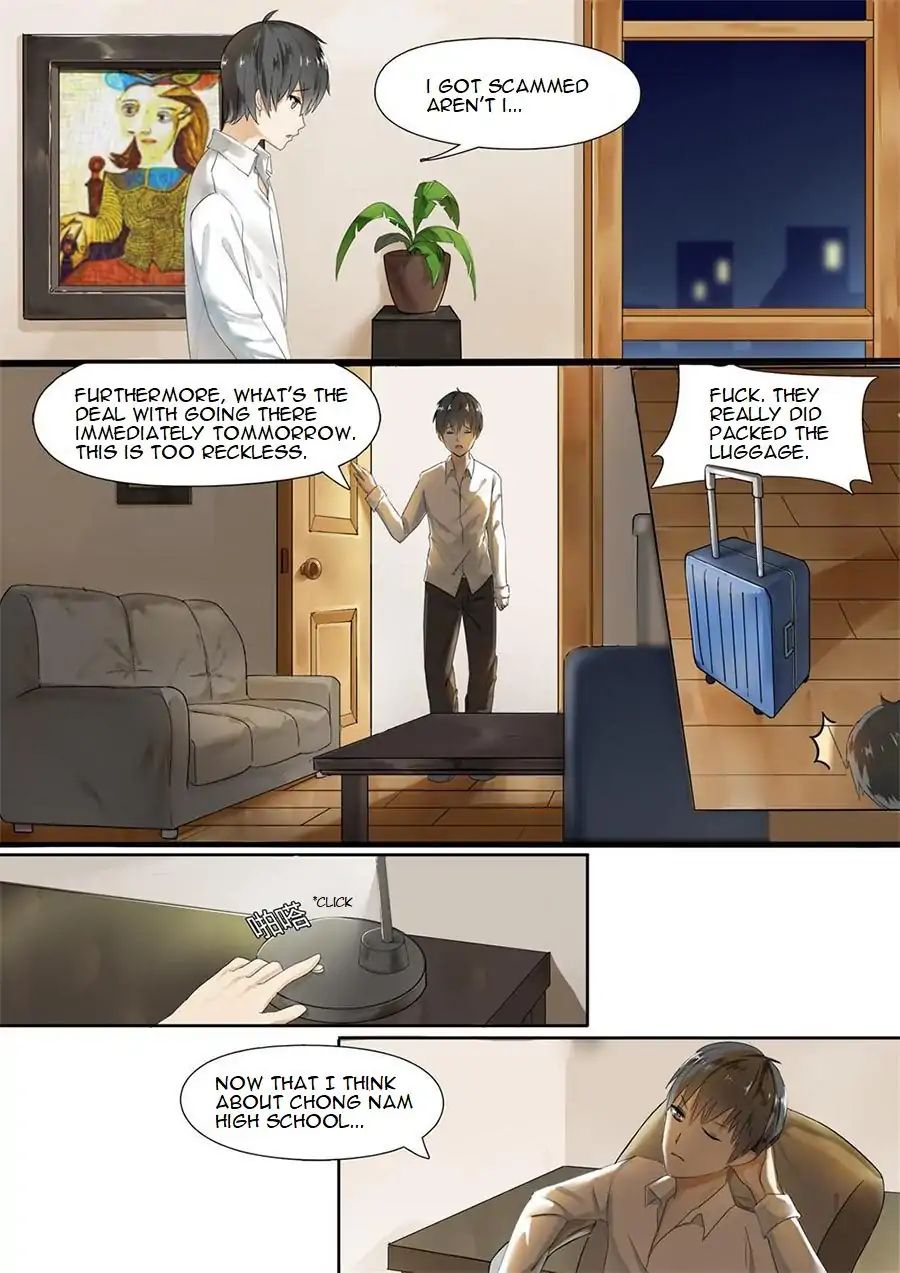 I GOT SCAMMED
AREN'T I...
FURTHERMORE, WHAT'S THE
DEAL WITH GOING THERE
IMMEDIATELY TOMMORROW.
THIS IS TOO RECKLESS.
FUCK. THEY
REALLY DID
PACKED THE
LUGGAGE.
啪嗒
*CLICK
NOW THAT I THINK
ABOUT CHONG NAM
HIGH SCHOOL...